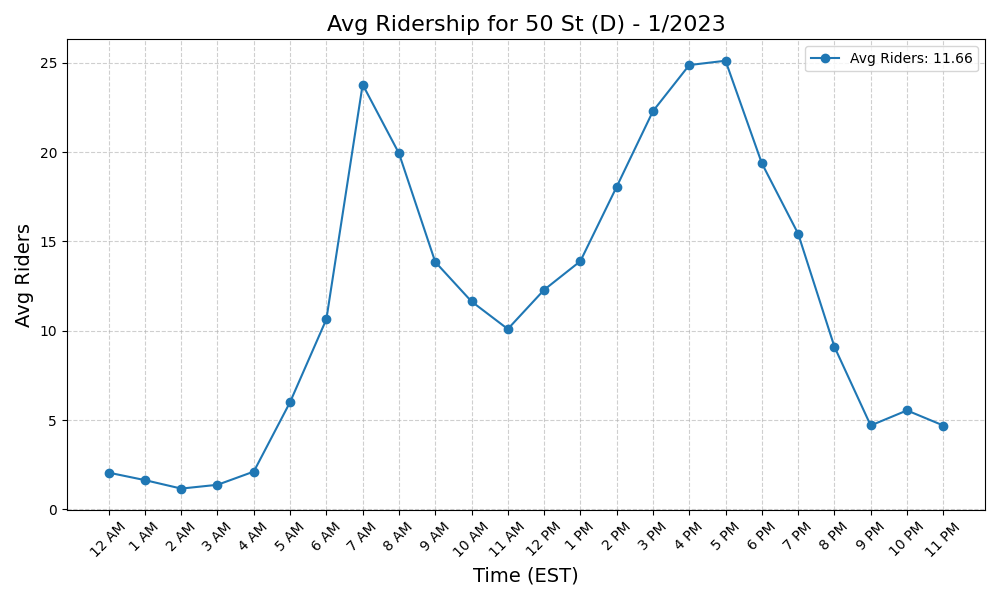 Avg Ridership for 50 St (D) - 1/2023
Avg Riders: 11.66
Avg Riders
25
20
15
10
5
0
12 AM
1 AM
2 AM
3 AM
4 AM
5 AM
6 AM
7 AM
8 AM
9 AM
10 AM
11 AM
12 PM
1 PM
2 PM
3 PM
4 PM
5 PM
6 PM
7 PM
8 PM
9 PM
10 PM
11 PM
Time (EST)